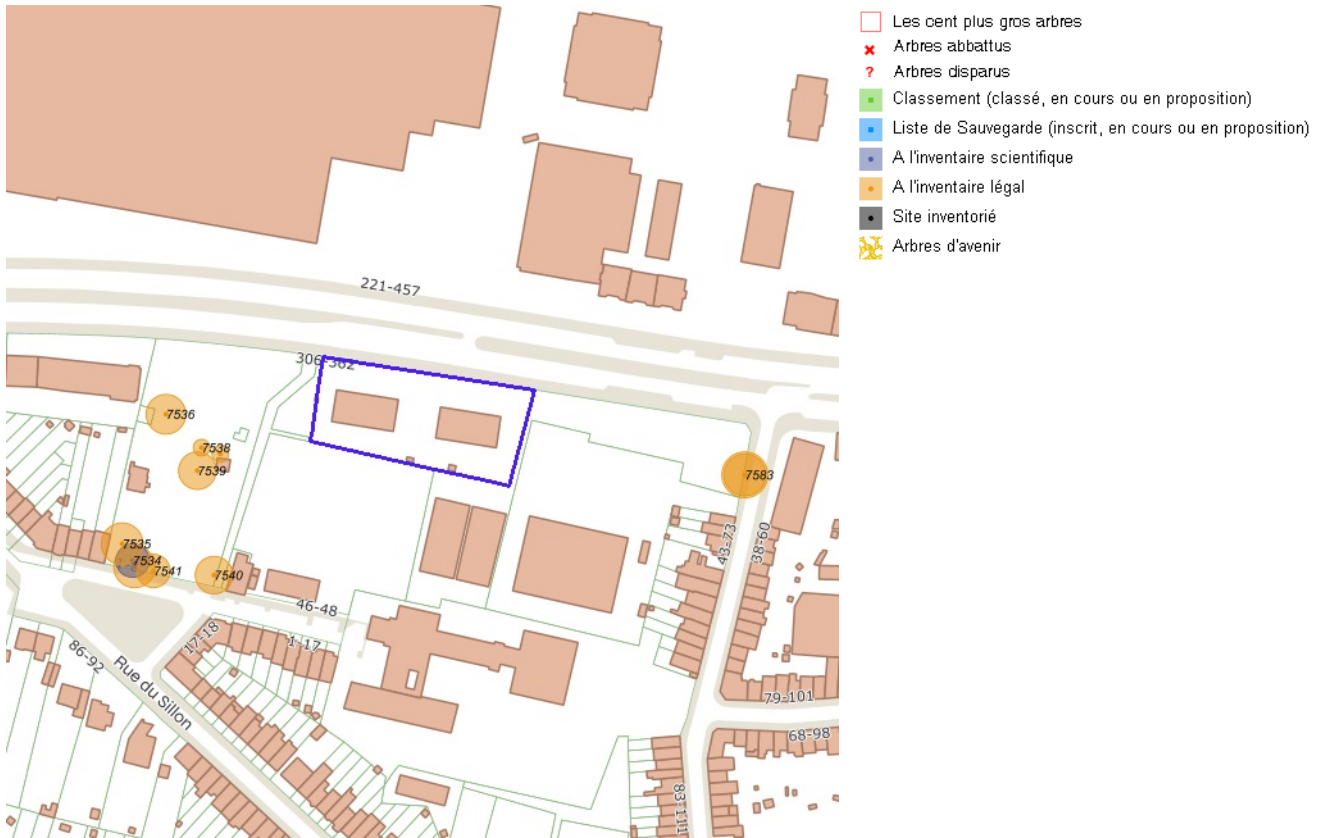 Les cent plus gros arbres
Arbres abbattus
? Arbres disparus
Classement (classé, en cours ou en proposition)
Liste de Sauvegarde (inscrit, en cours ou en proposition)
A l'inventaire scientifique
A l'inventaire légal
Site inventorié
Arbres d'avenir
221-457
306-362
7536
7538
7539
7583
7535
7534
7541
7540
43-73
38-60
46-48
17-18
1-17
86-92
Rue du Sillon
79-101
68-98
83-111